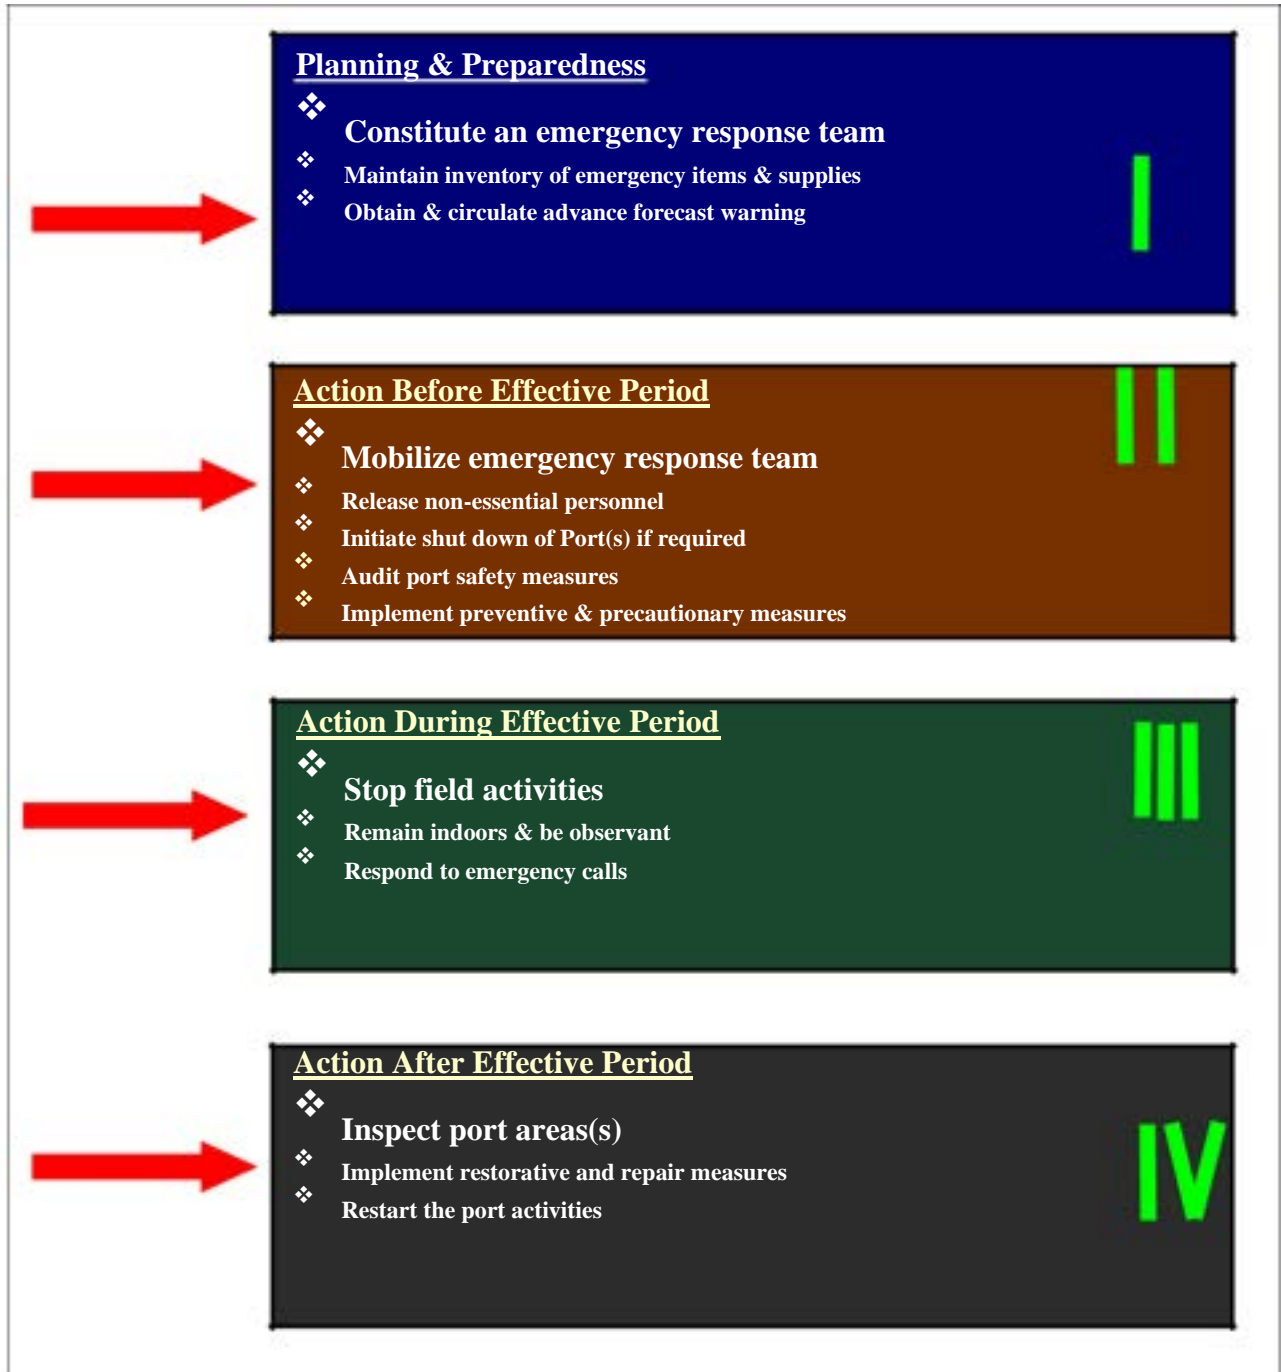 Planning & Preparedness
❖ Constitute an emergency response team
❖ Maintain inventory of emergency items & supplies
❖ Obtain & circulate advance forecast warning
I
Action Before Effective Period
II
❖ Mobilize emergency response team
❖ Release non-essential personnel
❖ Initiate shut down of Port(s) if required
❖ Audit port safety measures
❖ Implement preventive & precautionary measures
Action During Effective Period
III
❖ Stop field activities
❖ Remain indoors & be observant
❖ Respond to emergency calls
Action After Effective Period
❖ Inspect port areas(s)
❖ Implement restorative and repair measures
IV
❖ Restart the port activities